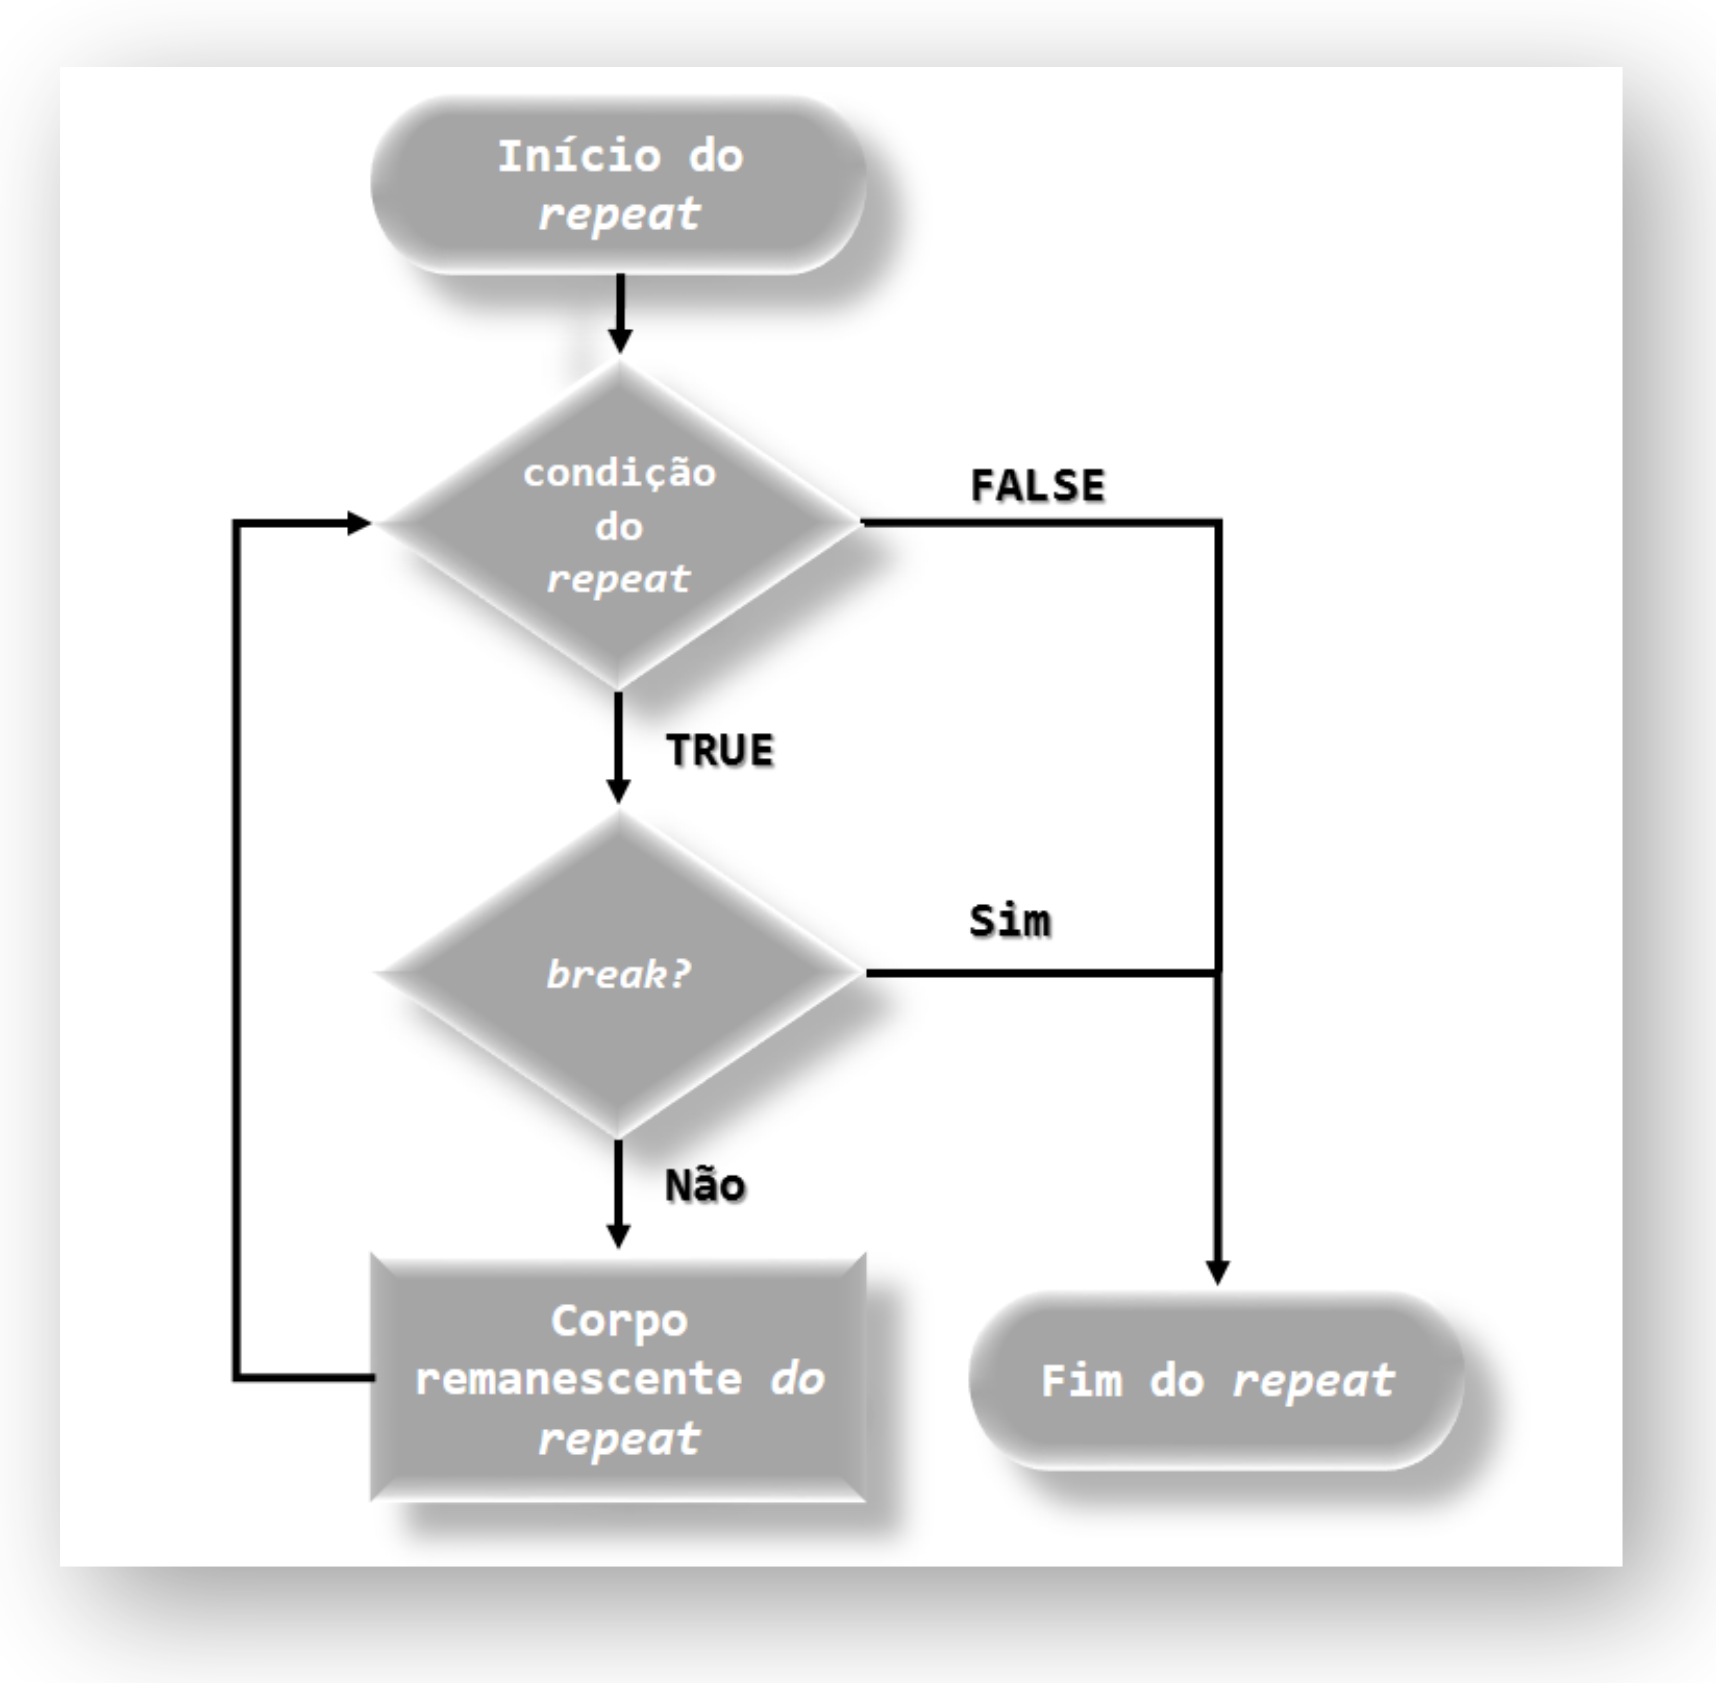 Início do
repeat
condição
do
repeat
FALSE
TRUE
break?
Sim
Não
Corpo
remanescente do
repeat
Fim do repeat